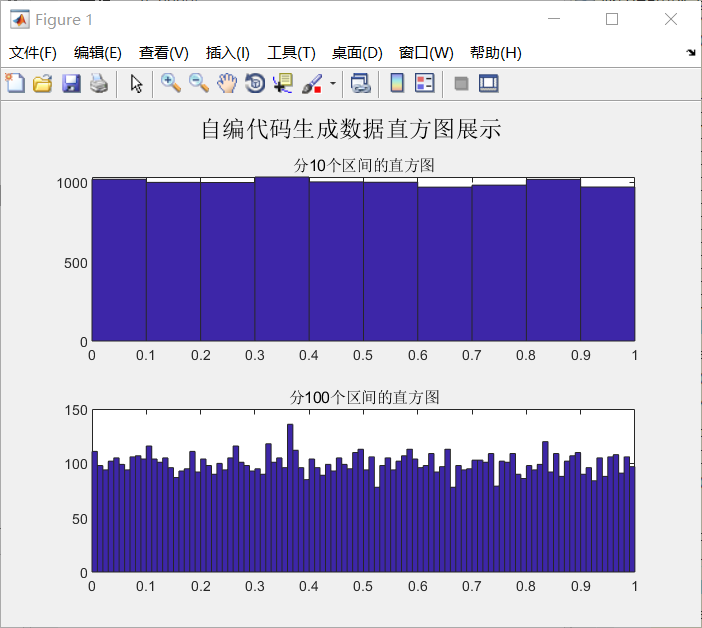 Figure 1
文件(F) 编辑(E) 查看(V) 插入(I) 工具(T) 桌面(D) 窗口(W) 帮助(H)
自编代码生成数据直方图展示
分10个区间的直方图
1000
500
0
0 0.1 0.2 0.3 0.4 0.5 0.6 0.7 0.8 0.9 1
分100个区间的直方图
150
100
50
0
0 0.1 0.2 0.3 0.4 0.5 0.6 0.7 0.8 0.9 1